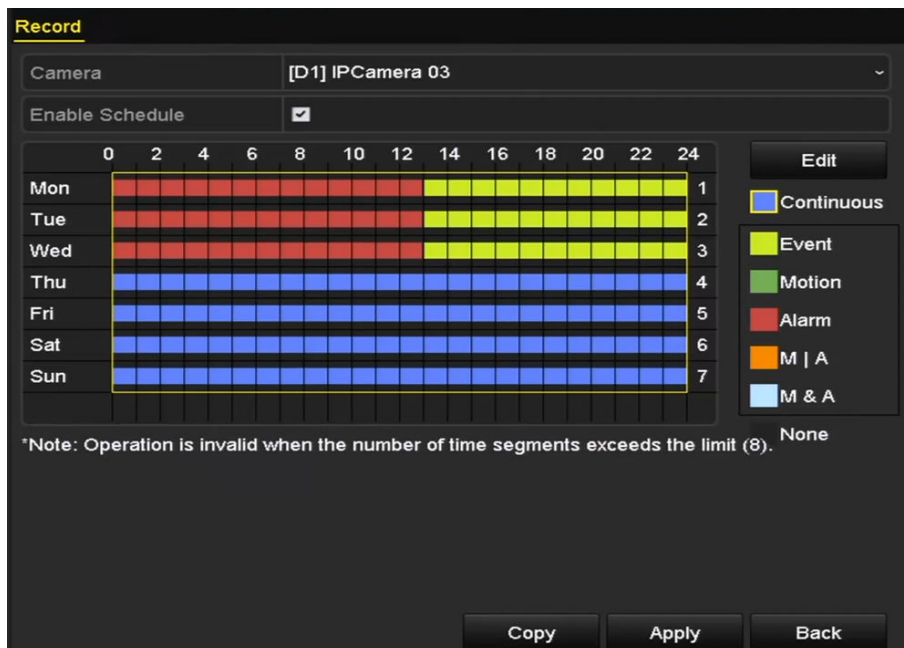 Record
Camera [D1] IPCamera 03
Enable Schedule
0 2 4 6 8 10 12 14 16 18 20 22 24
Mon 1
Tue 2
Wed 3
Thu 4
Fri 5
Sat 6
Sun 7
Edit
Continuous
Event
Motion
Alarm
M | A
M & A
None
*Note: Operation is invalid when the number of time segments exceeds the limit (8).
Copy Apply Back